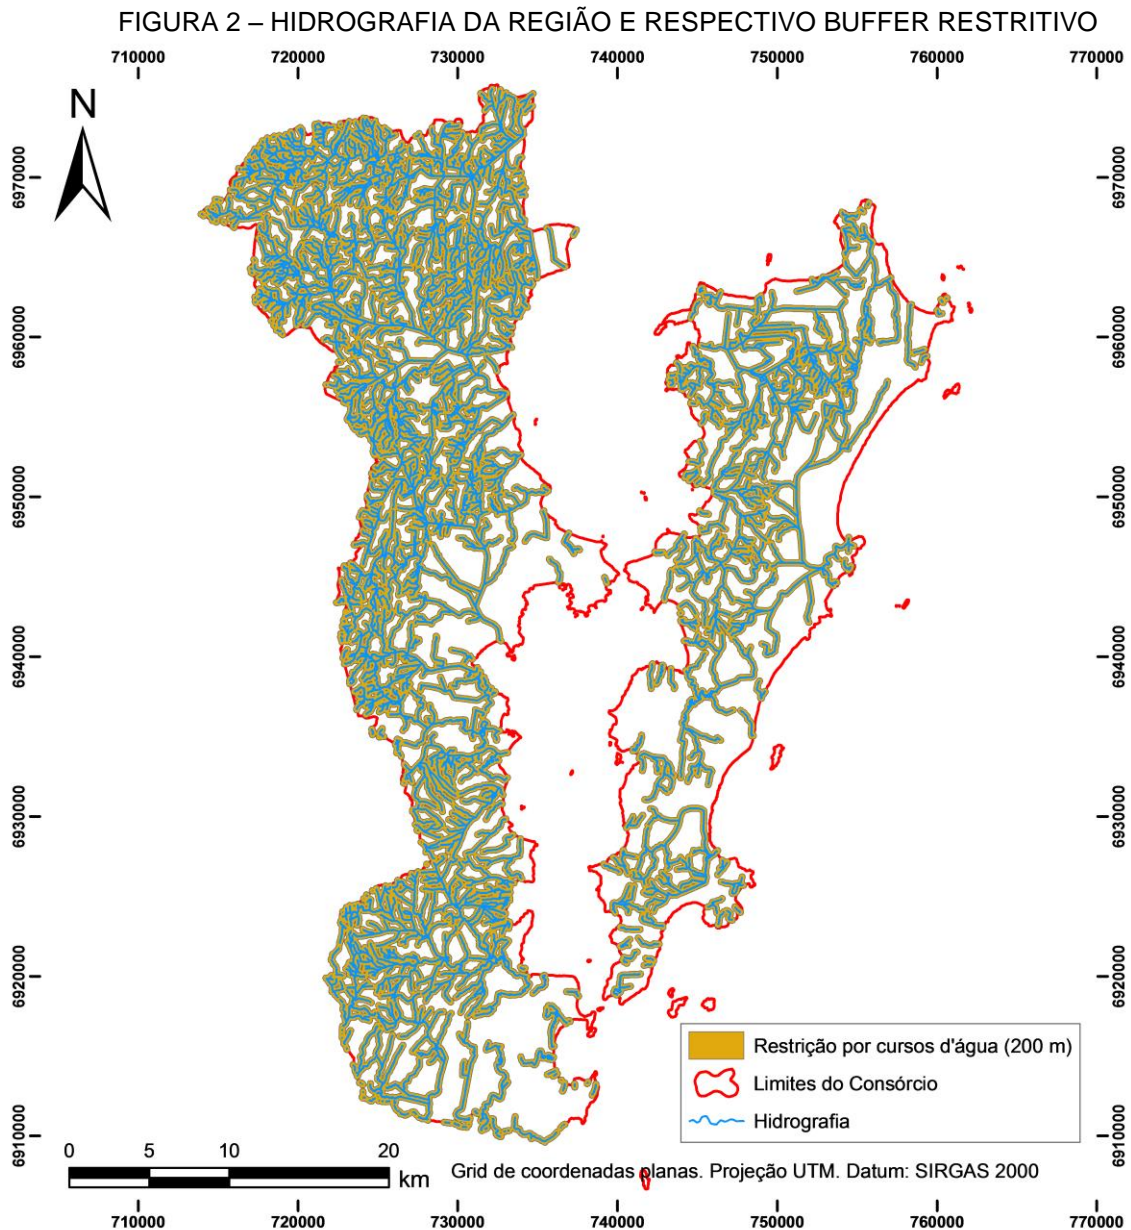 FIGURA 2 – HIDROGRAFIA DA REGIÃO E RESPECTIVO BUFFER RESTRITIVO
710000 720000 730000 740000 750000 760000 770000
N
6970000 6970000
6960000 6960000
6950000 6950000
6940000 6940000
6930000 6930000
6920000 6920000
Restrição por cursos d'água (200 m)
Limites do Consórcio
Hidrografia
6910000 6910000
0 5 10 20
km
Grid de coordenadas planas. Projeção UTM. Datum: SIRGAS 2000
710000 720000 730000 740000 750000 760000 770000